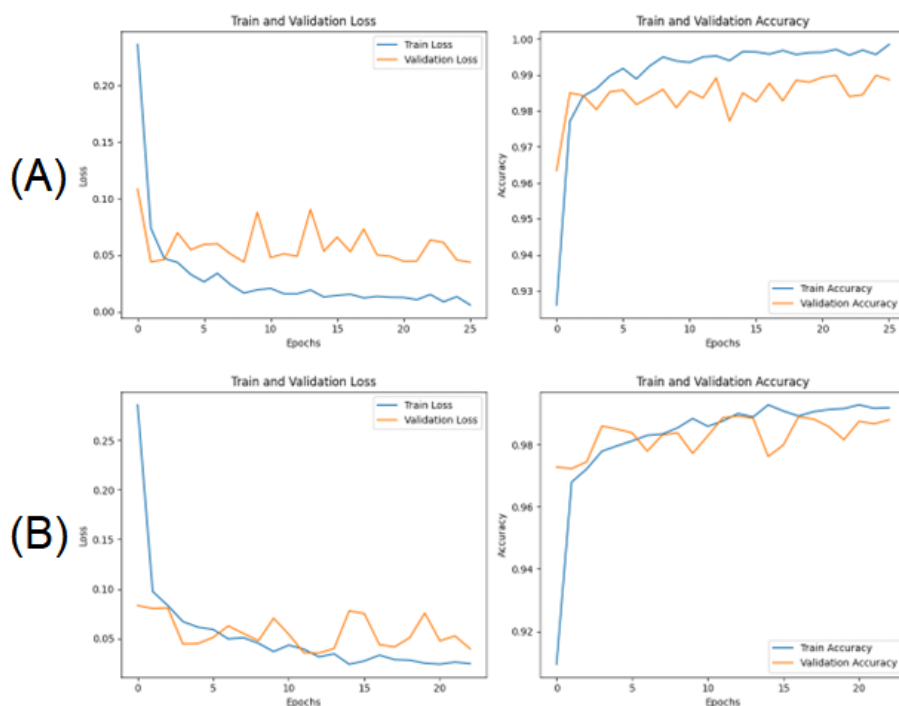 (A)
Train and Validation Loss
Train Loss
Validation Loss
Loss
0.20
0.15
0.10
0.05
0.00
0 5 10 15 20 25
Epochs
Train and Validation Accuracy
Train Accuracy
Validation Accuracy
Accuracy
1.00
0.99
0.98
0.97
0.96
0.95
0.94
0.93
0 5 10 15 20 25
Epochs
(B)
Train and Validation Loss
Train Loss
Validation Loss
Loss
0.25
0.20
0.15
0.10
0.05
0 5 10 15 20
Epochs
Train and Validation Accuracy
Train Accuracy
Validation Accuracy
Accuracy
0.98
0.96
0.94
0.92
0 5 10 15 20
Epochs